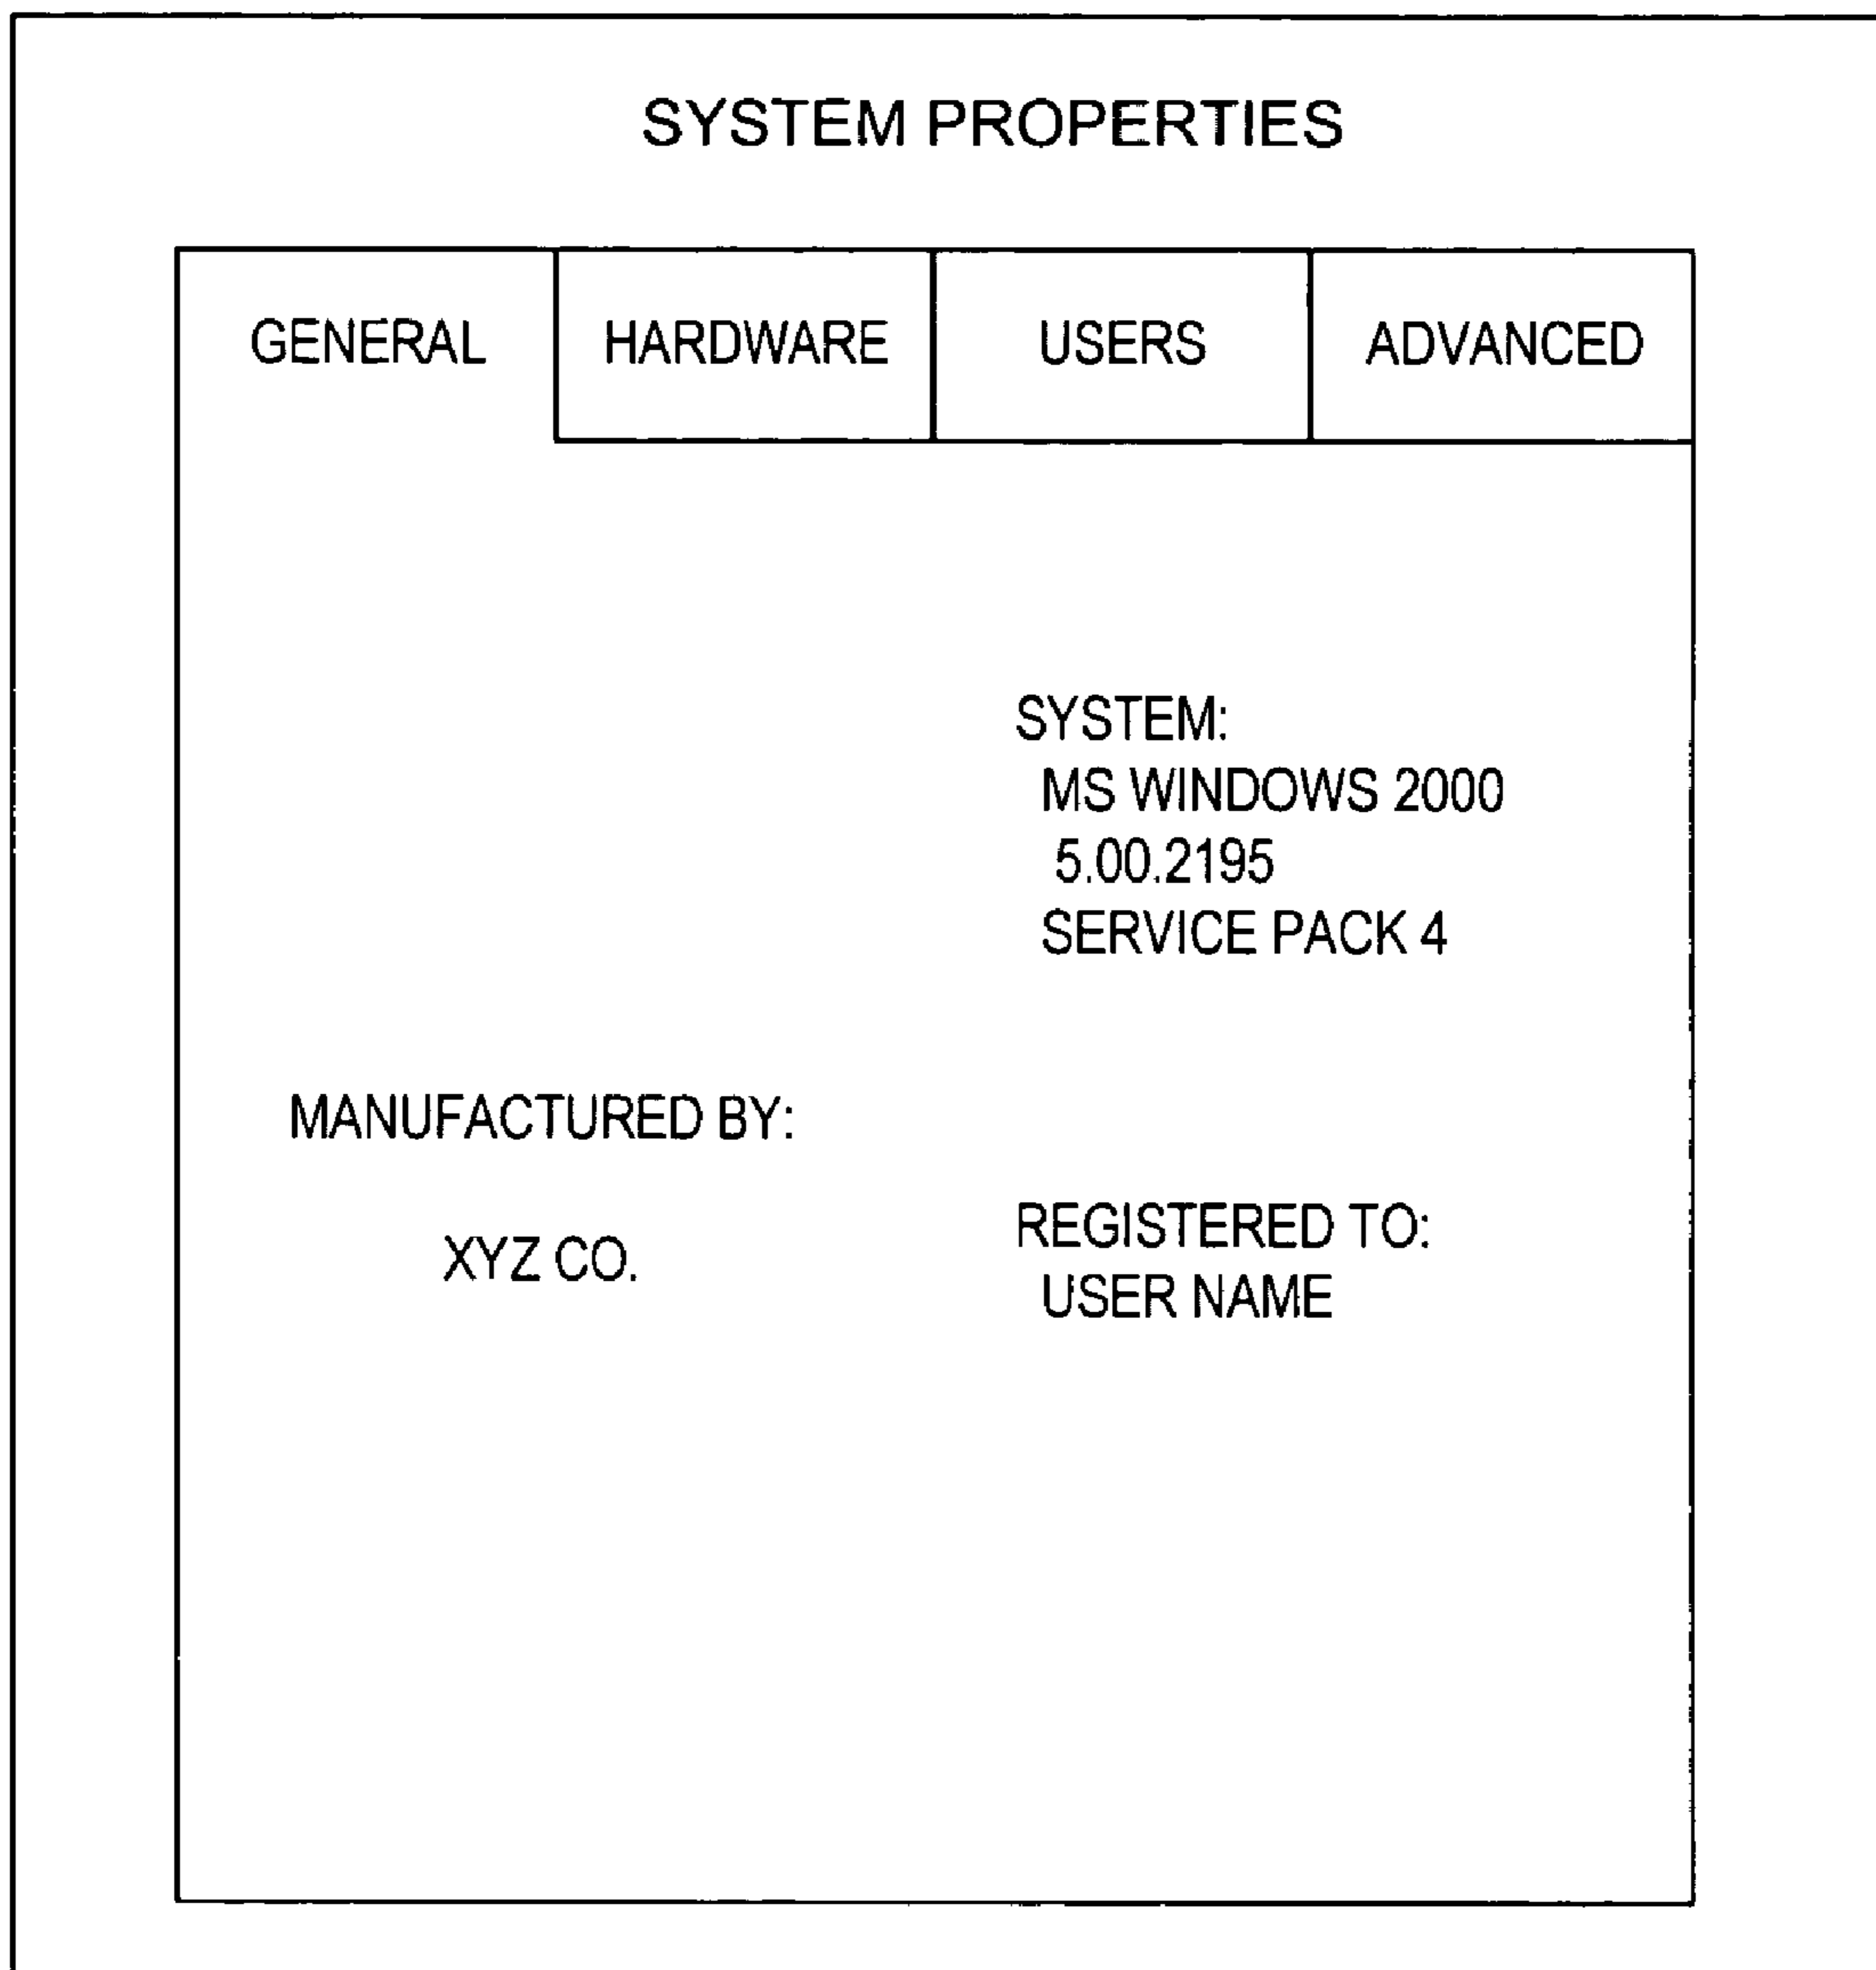 SYSTEM PROPERTIES
GENERAL HARDWARE USERS ADVANCED
SYSTEM:
MS WINDOWS 2000
5.00.2195
SERVICE PACK 4
MANUFACTURED BY:
XYZ CO.
REGISTERED TO:
USER NAME